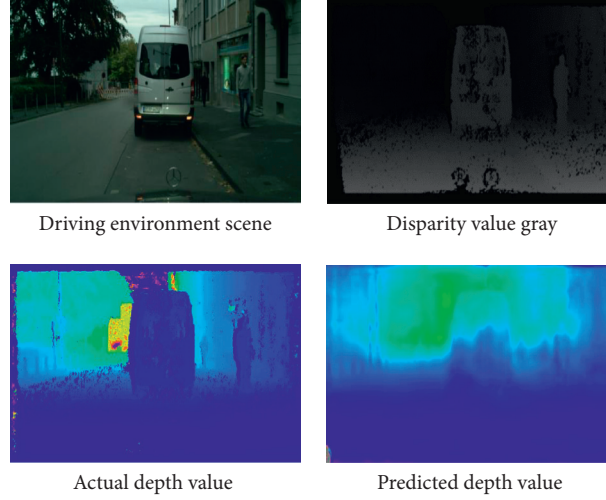 Driving environment scene
Disparity value gray
Actual depth value
Predicted depth value